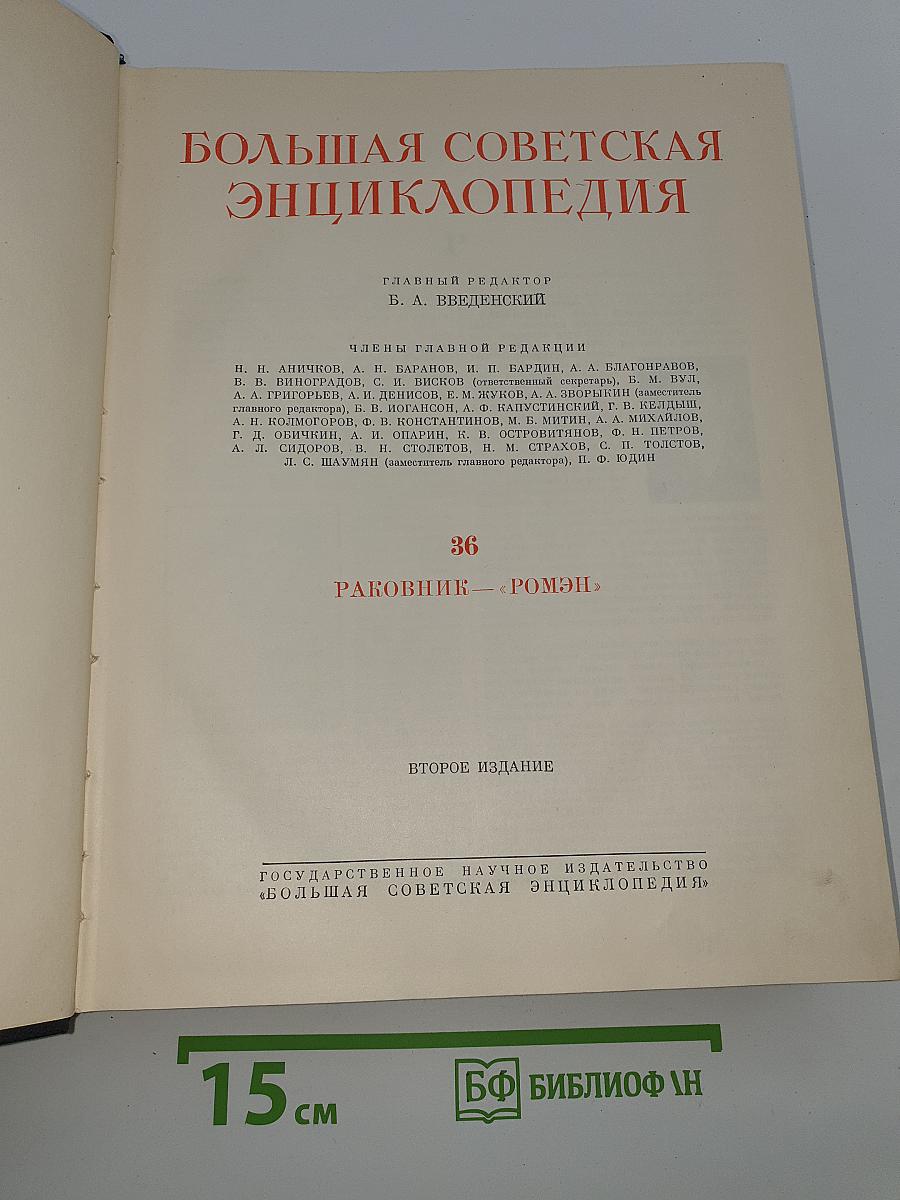 БОЛЬШАЯ СОВЕТСКАЯ
ЭНЦИКЛОПЕДИЯ
ГЛАВНЫЙ РЕДАКТОР
Б. А. ВВЕДЕНСКИЙ
ЧЛЕНЫ ГЛАВНОЙ РЕДАКЦИИ
Н. Н. АНИЧКОВ, А. Н. БАРАНОВ, И. П. БАРДИН, А. А. БЛАГОНРАВОВ,
В. В. ВИНОГРАДОВ, С. И. ВИСКОВ (ответственный секретарь), Б. М. ВУЛ,
А. А. ГРИГОРЬЕВ, А. И. ДЕНИСОВ, Е. М. ЖУКОВ, А. А. ЗВОРЫКИН (заместитель
главного редактора), Б. В. ИОГАНСОН, А. Ф. КАПУСТИНСКИЙ, Г. В. КЕЛДЫШ,
А. Н. КОЛМОГОРОВ, Ф. В. КОНСТАНТИНОВ, М. Б. МИТИН, А. А. МИХАЙЛОВ,
Г. Д. ОБИЧКИН, А. И. ОПАРИН, К. В. ОСТРОВИТЯНОВ, Ф. Н. ПЕТРОВ,
А. Л. СИДОРОВ, В. Н. СТОЛЕТОВ, Н. М. СТРАХОВ, С. П. ТОЛСТОВ,
Л. С. ШАУМЯН (заместитель главного редактора), П. Ф. ЮДИН
36
РАКОВНИК — «РОМЭН»
ВТОРОЕ ИЗДАНИЕ
ГОСУДАРСТВЕННОЕ НАУЧНОЕ ИЗДАТЕЛЬСТВО
«БОЛЬШАЯ СОВЕТСКАЯ ЭНЦИКЛОПЕДИЯ»
15 см
БФ БИБЛИОФАН